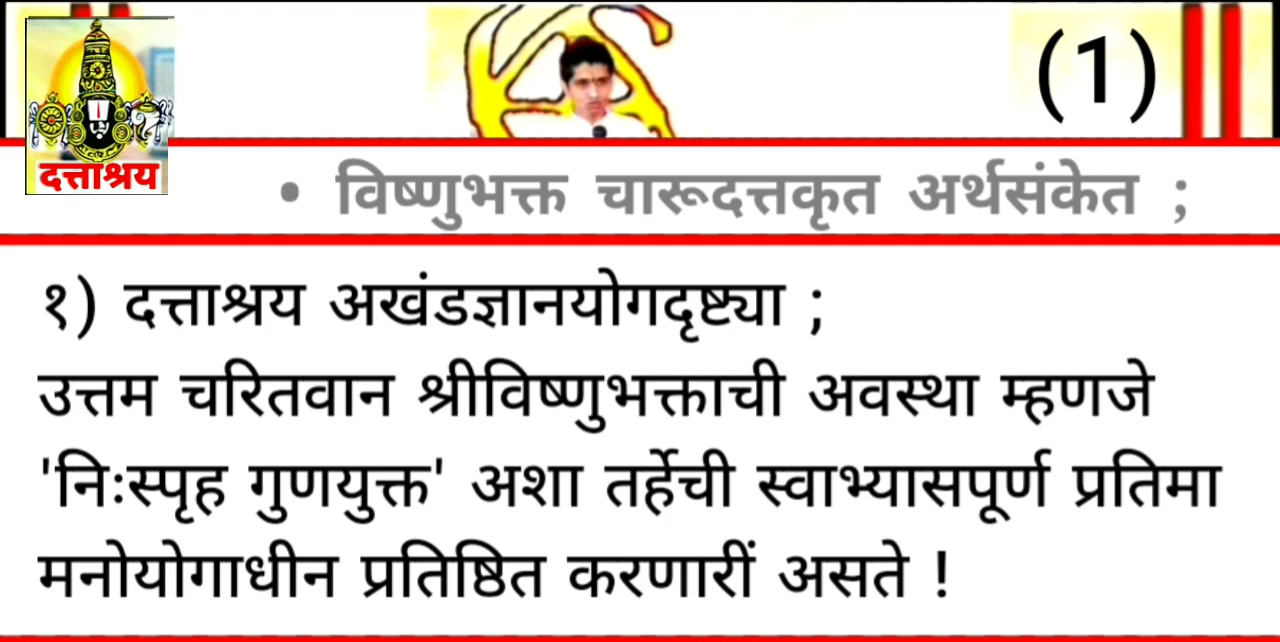 (1)
दत्ताश्रय
• विष्णुभक्त चारूदत्तकृत अर्थसंकेत ;
१) दत्ताश्रय अखंडज्ञानयोगदृष्ट्या ;
उत्तम चरितवान श्रीविष्णुभक्ताची अवस्था म्हणजे
'निःस्पृह गुणयुक्त' अशा तर्हेची स्वाभ्यासपूर्ण प्रतिमा
मनोयोगाधीन प्रतिष्ठित करणारीं असते !